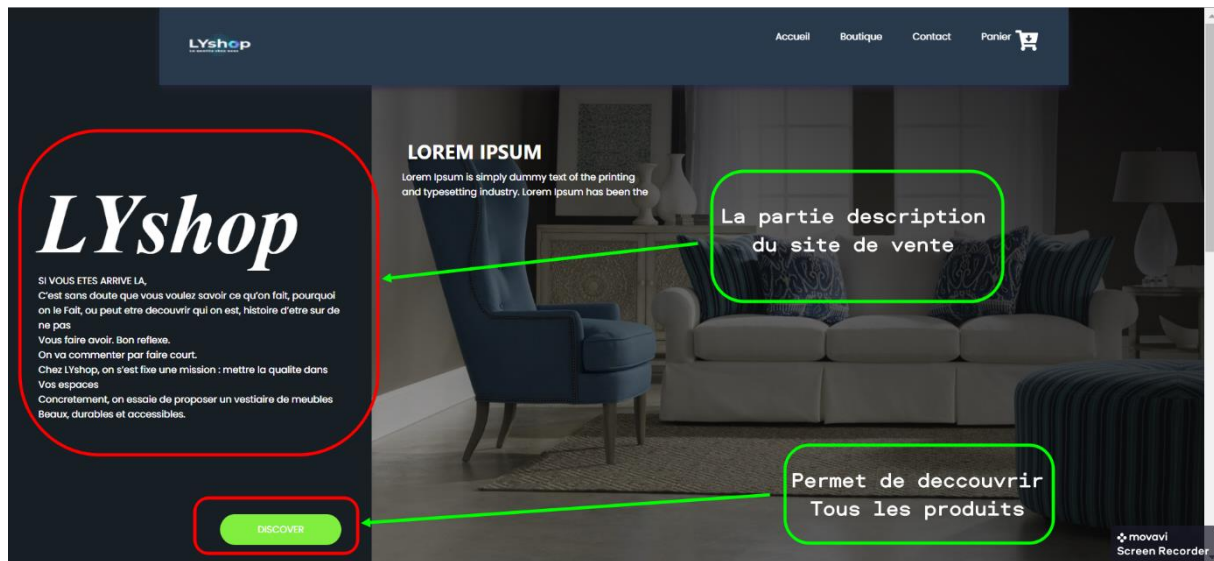 LYshop
Accueil Boutique Contact Panier
LOREM IPSUM
Lorem Ipsum is simply dummy text of the printing
and typesetting industry. Lorem Ipsum has been the
La partie description
du site de vente
LYshop
SI VOUS ETES ARRIVE LA,
C'est sans doute que vous voulez savoir ce qu'on fait, pourquoi
on le Fait, ou peut etre decouvrir qui on est, histoire d'etre sur de
ne pas
Vous faire avoir. Bon reflexe.
On va commenter par faire court.
Chez LYshop, on s'est fixe une mission : mettre la qualite dans
Vos espaces
Concretement, on essaie de proposer un vestiaire de meubles
Beaux, durables et accessibles.
Permet de deccouvrir
Tous les produits
DISCOVER
movavi
Screen Recorder